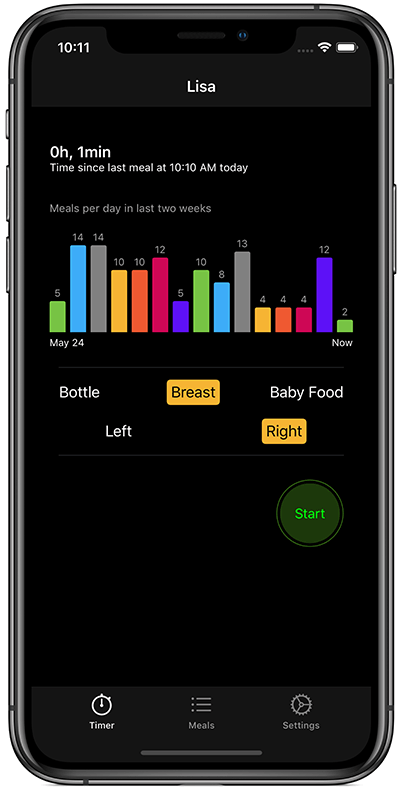 10:11
Lisa
0h, 1min
Time since last meal at 10:10 AM today
Meals per day in last two weeks
5 14 14 10 10 12 5 10 8 13 4 4 4 12 2
May 24 Now
Bottle Breast Baby Food
Left Right
Start
Timer Meals Settings